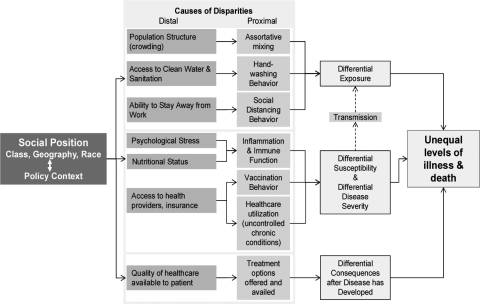 Causes of Disparities
Distal
Proximal
Population Structure
(crowding)
Assortative
mixing
Access to Clean Water &
Sanitation
Hand-
washing
Behavior
Ability to Stay Away from
Work
Social
Distancing
Behavior
Differential
Exposure
Transmission
Social Position
Class, Geography, Race
Policy Context
Psychological Stress
Nutritional Status
Inflammation
& Immune
Function
Access to health
providers, insurance
Vaccination
Behavior
Healthcare
utilization
(uncontrolled
chronic
conditions)
Differential
Susceptibility
& Differential
Disease
Severity
Unequal
levels of
illness &
death
Quality of healthcare
available to patient
Treatment
options
offered and
availed
Differential
Consequences
after Disease has
Developed